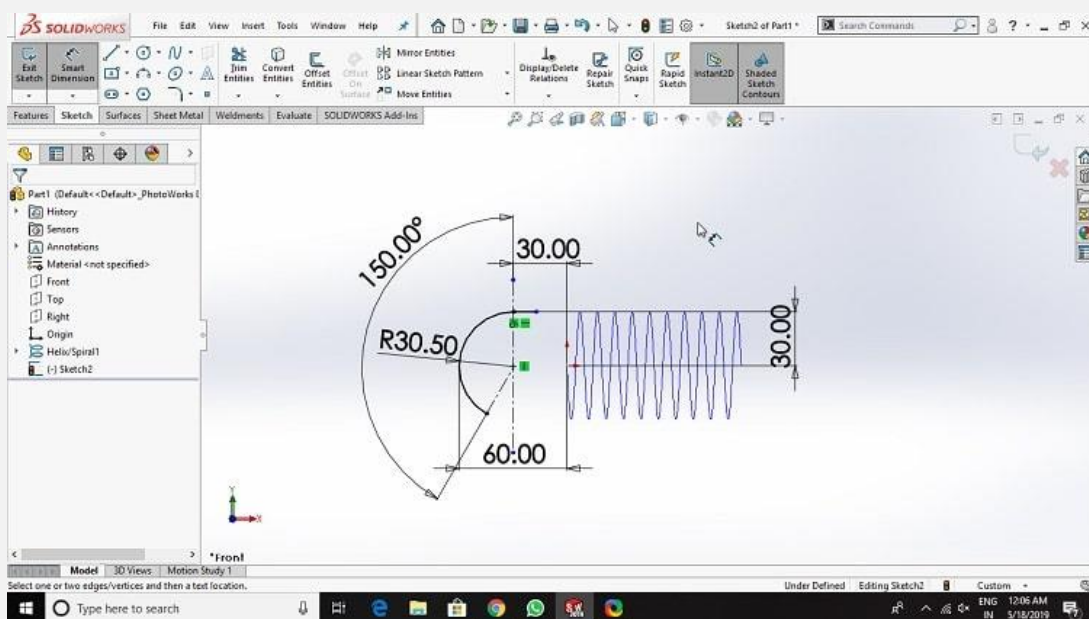 SOLIDWORKS File Edit View Insert Tools Window Help Sketch2 of Part1 * Search Commands
Exit Sketch
Smart Dimension
Trim Entities
Convert Entities
Offset Entities
Offset On Surface
Mirror Entities
Linear Sketch Pattern
Move Entities
Display/Delete Relations
Repair Sketch
Quick Snaps
Rapid Sketch
Instant2D
Shaded Sketch Contours
Features Sketch Surfaces Sheet Metal Weldments Evaluate SOLIDWORKS Add-Ins
Part1 (Default<<Default>_PhotoWorks
History
Sensors
Annotations
Material <not specified>
Front
Top
Right
Origin
Helix/Spiral1
(-) Sketch2
150.00°
30.00
R30.50
30.00
60.00
Y
X
*Front
Model 3D Views Motion Study 1
Select one or two edges/vertices and then a text location. Under Defined Editing Sketch2 Custom
Type here to search
ENG 12:05 AM
IN 5/18/2019